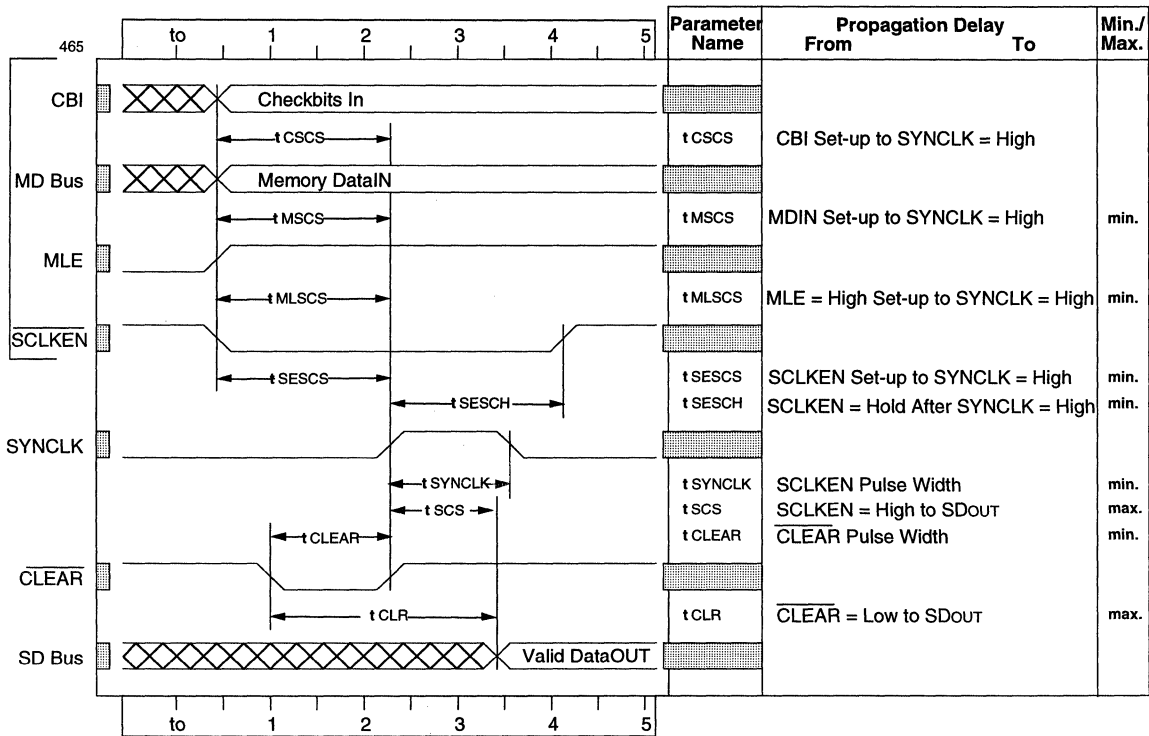 to 1 2 3 4 5
Parameter Name
Propagation Delay
From To
Min./ Max.
465
CBI
Checkbits In
t CSCS
t CSCS CBI Set-up to SYNCLK = High
MD Bus
Memory DataIN
t MSCS
t MSCS MDIN Set-up to SYNCLK = High min.
MLE
t MLSCS
t MLSCS MLE = High Set-up to SYNCLK = High min.
SCLKEN
t SESCS
t SESCS SCLKEN Set-up to SYNCLK = High min.
t SESCH
t SESCH SCLKEN = Hold After SYNCLK = High min.
SYNCLK
t SYNCLK
t SYNCLK SCLKEN Pulse Width min.
t SCS
t SCS SCLKEN = High to SDOUT max.
t CLEAR
t CLEAR CLEAR Pulse Width min.
CLEAR
t CLR
t CLR CLEAR = Low to SDOUT max.
SD Bus
Valid DataOUT
to 1 2 3 4 5